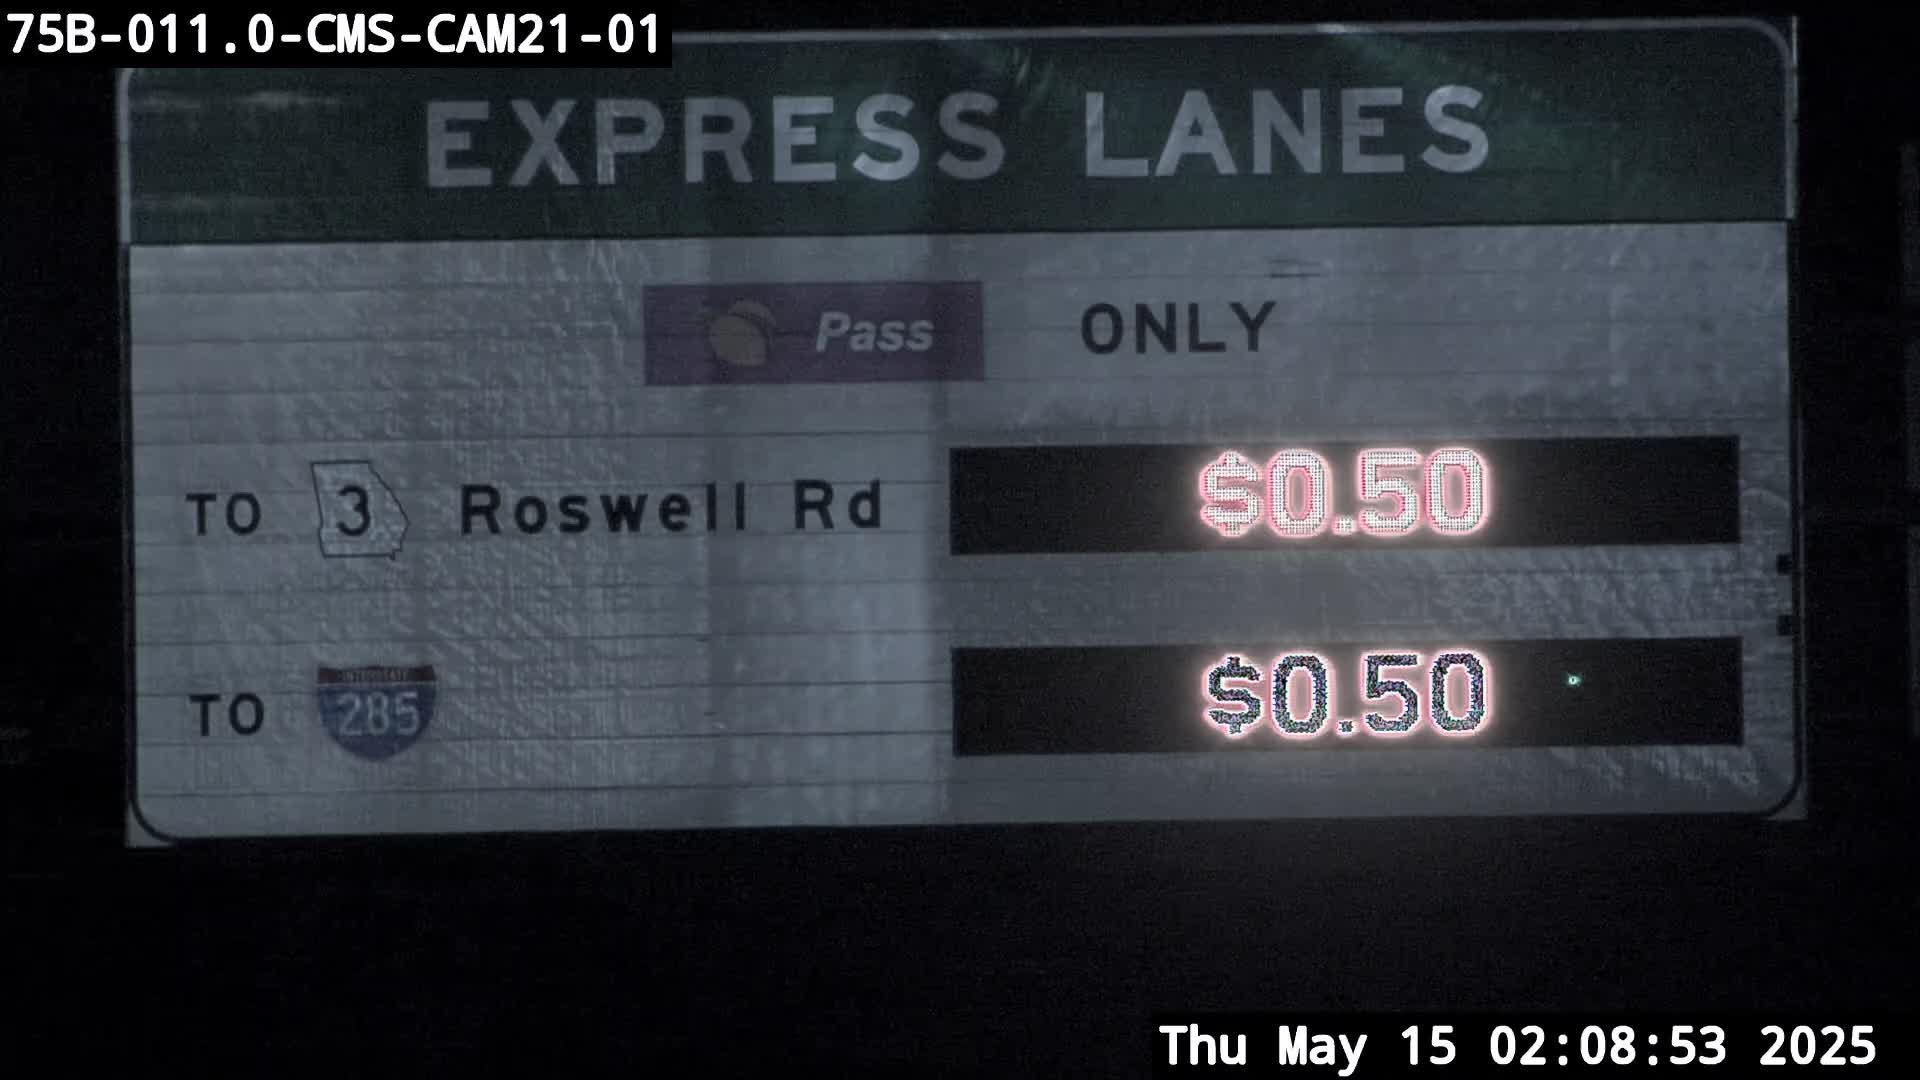 75B-011.0-CMS-CAM21-01
EXPRESS LANES
Pass ONLY
TO 3 Roswell Rd $0.50
INTERSTATE
TO 285 $0.50
Thu May 15 02:08:53 2025